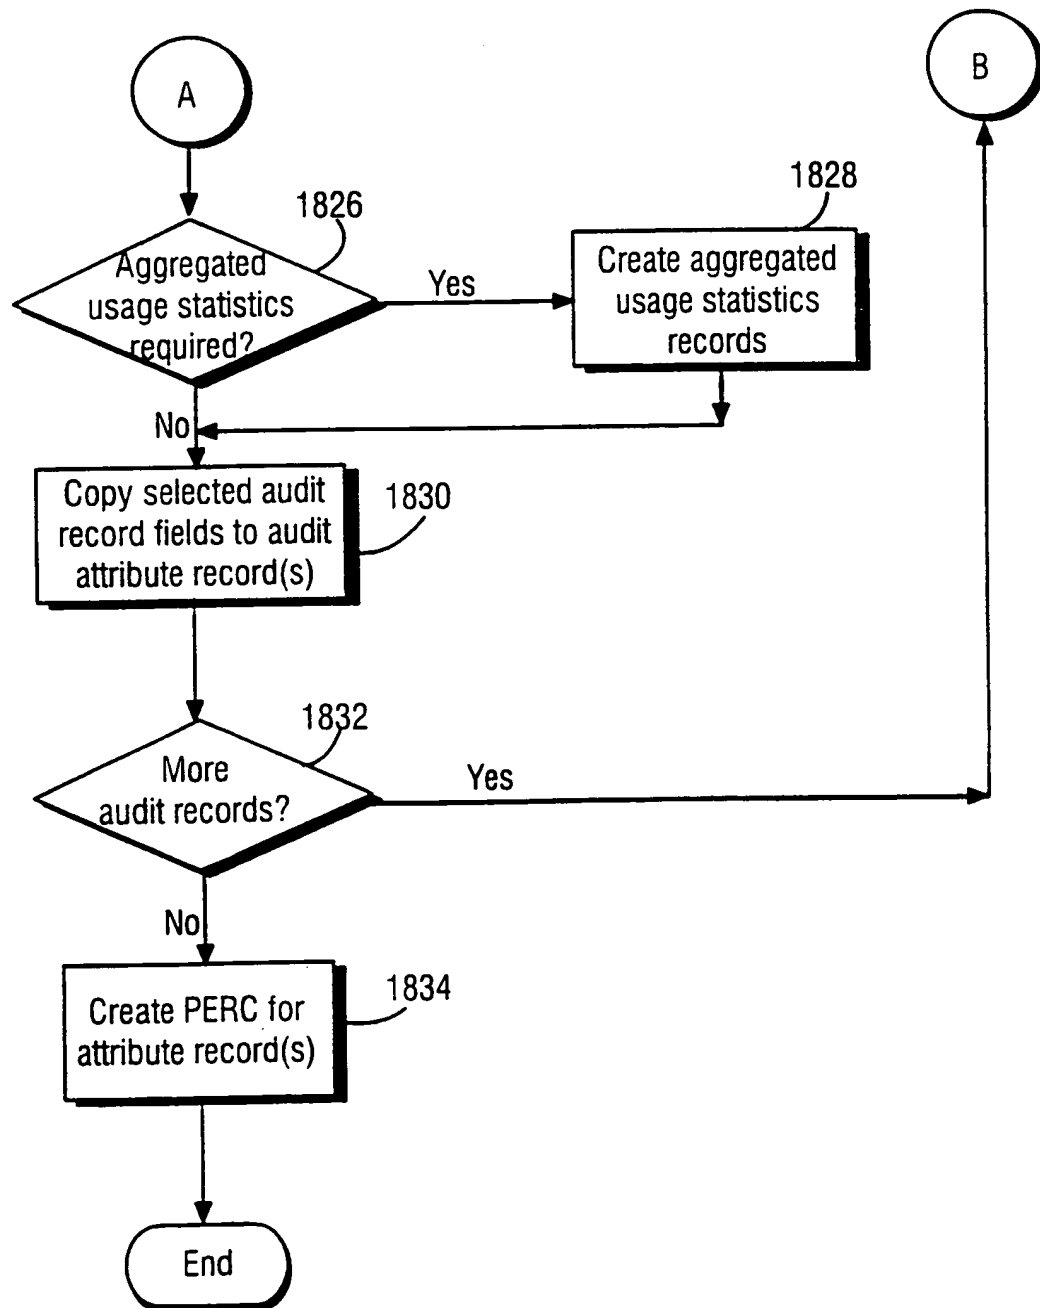 A
B
1826
1828
Aggregated
usage statistics
required?
Yes
Create aggregated
usage statistics
records
No
Copy selected audit
record fields to audit
attribute record(s)
1830
1832
More
audit records?
Yes
No
Create PERC for
attribute record(s)
1834
End